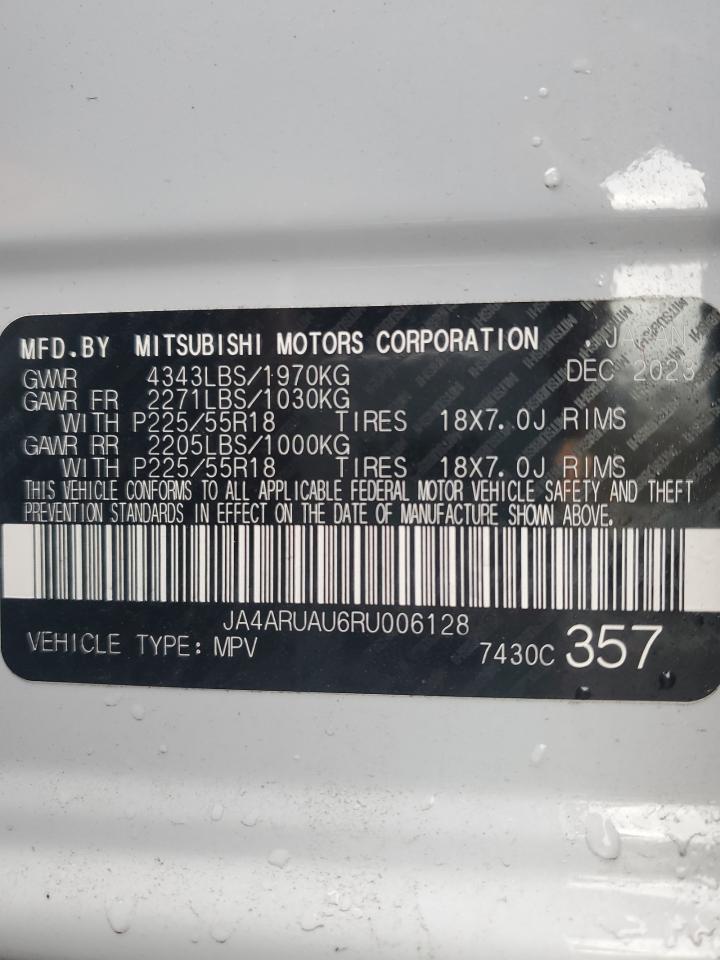 MFD.BY MITSUBISHI MOTORS CORPORATION . JAPAN
GVWR 4343LBS/1970KG DEC 2023
GAWR FR 2271LBS/1030KG
WITH P225/55R18 TIRES 18X7.0J RIMS
GAWR RR 2205LBS/1000KG
WITH P225/55R18 TIRES 18X7.0J RIMS
THIS VEHICLE CONFORMS TO ALL APPLICABLE FEDERAL MOTOR VEHICLE SAFETY AND THEFT
PREVENTION STANDARDS IN EFFECT ON THE DATE OF MANUFACTURE SHOWN ABOVE.
JA4ARUAU6RU006128
VEHICLE TYPE: MPV 7430C 357